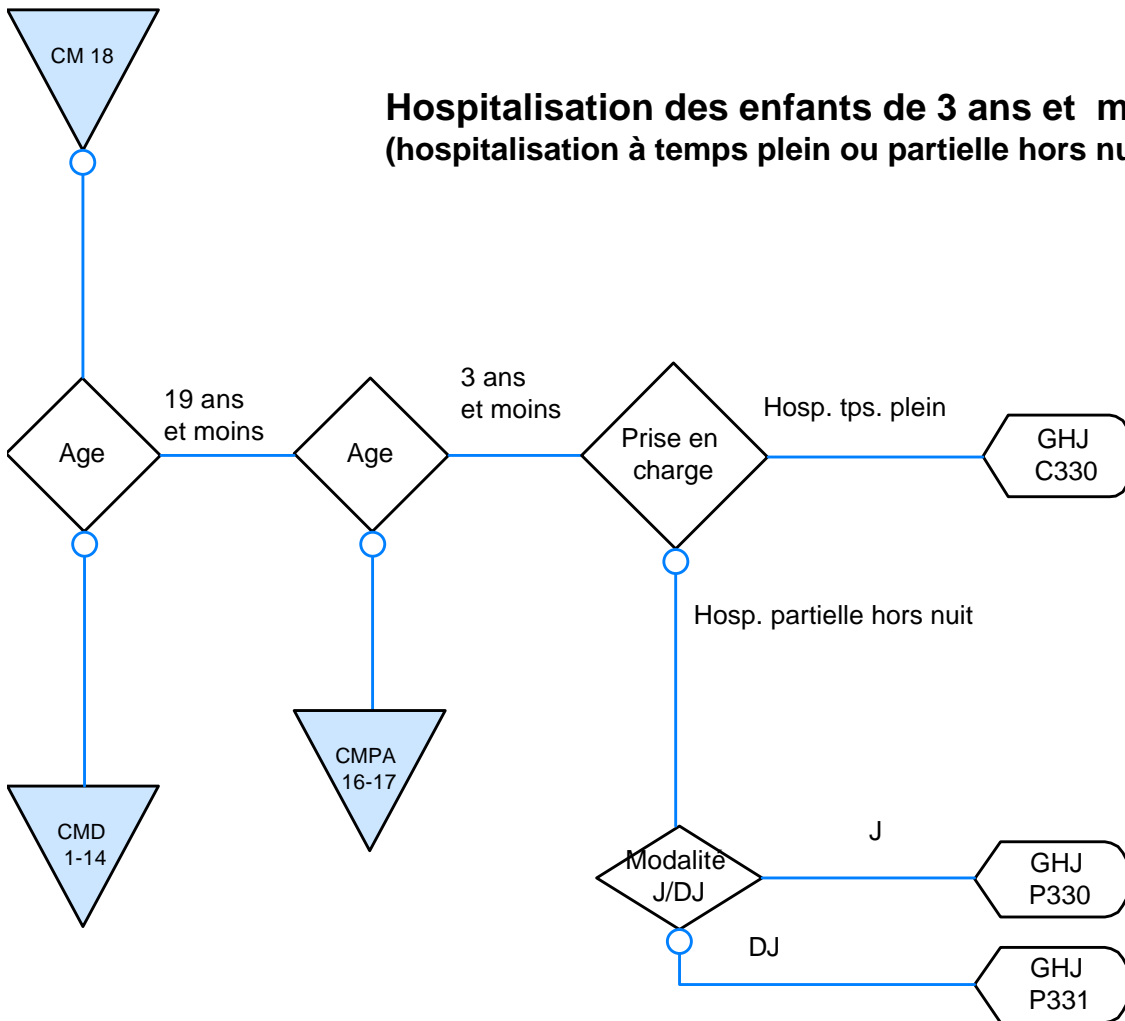 CM 18
Hospitalisation des enfants de 3 ans et m
(hospitalisation à temps plein ou partielle hors nu
19 ans
et moins
3 ans
et moins
Hosp. tps. plein
Age
Age
Prise en
charge
GHJ
C330
Hosp. partielle hors nuit
CMPA
16-17
CMD
1-14
J
Modalité
J/DJ
GHJ
P330
DJ
GHJ
P331